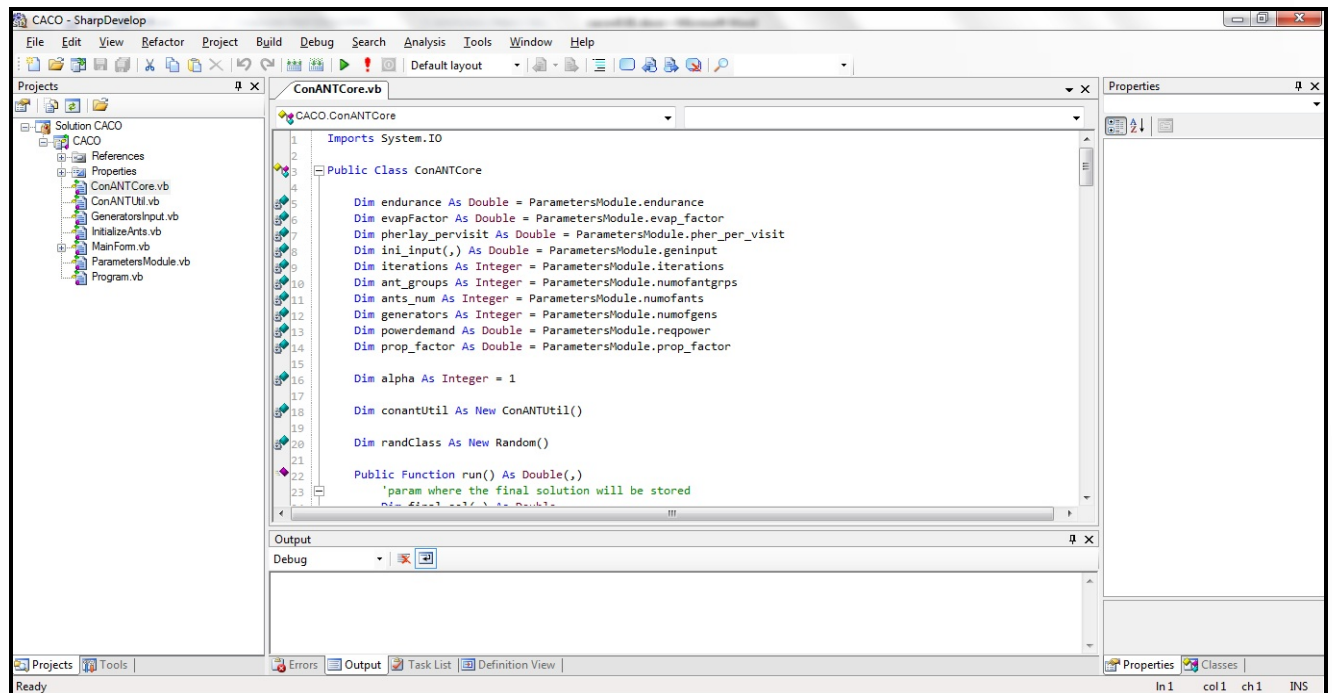 CACO - SharpDevelop
File Edit View Refactor Project Build Debug Search Analysis Tools Window Help
Default layout
Projects
Solution CACO
CACO
References
Properties
ConANTCore.vb
ConANTUtil.vb
GeneratorsInput.vb
InitializeAnts.vb
MainForm.vb
ParametersModule.vb
Program.vb
Projects Tools
ConANTCore.vb
CACO.ConANTCore
1 Imports System.IO
2
3 Public Class ConANTCore
4
5 Dim endurance As Double = ParametersModule.endurance
6 Dim evapFactor As Double = ParametersModule.evap_factor
7 Dim pherlay_pervisit As Double = ParametersModule.pher_per_visit
8 Dim ini_input(,) As Double = ParametersModule.geninput
9 Dim iterations As Integer = ParametersModule.iterations
10 Dim ant_groups As Integer = ParametersModule.numofantgrps
11 Dim ants_num As Integer = ParametersModule.numofants
12 Dim generators As Integer = ParametersModule.numofgens
13 Dim powerdemand As Double = ParametersModule.reqpower
14 Dim prop_factor As Double = ParametersModule.prop_factor
15
16 Dim alpha As Integer = 1
17
18 Dim conantUtil As New ConANTUtil()
19
20 Dim randClass As New Random()
21
22 Public Function run() As Double(,)
23 'param where the final solution will be stored
Output
Debug
Errors Output Task List Definition View
Properties
Properties Classes
Ready
ln 1 col 1 ch 1 INS